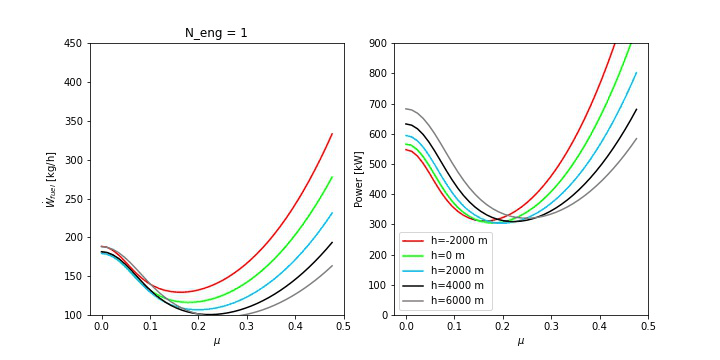 N_eng = 1
Ẇ_fuel [kg/h]
450
400
350
300
250
200
150
100
0.0 0.1 0.2 0.3 0.4 0.5
μ
Power [kW]
900
800
700
600
500
400
300
200
100
0
h=-2000 m
h=0 m
h=2000 m
h=4000 m
h=6000 m
0.0 0.1 0.2 0.3 0.4 0.5
μ